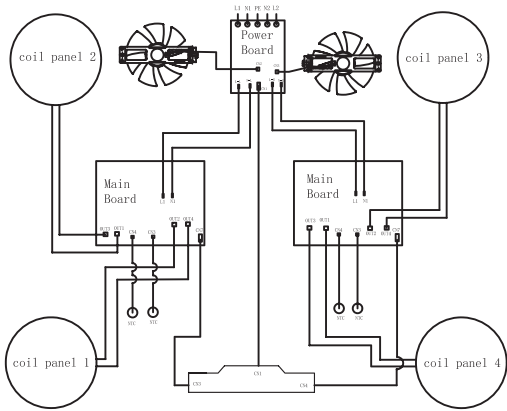 L1 N1 PE N2 L2
coil panel 2
Power
Board
coil panel 3
Main
Board
L1 N1
OUT3 OUT1 CN4 CN3 OUT2 OUT4 CN7
Main
Board
L1 N1
OUT3 OUT1 CN4 CN3 OUT2 OUT4 CN7
NTC NTC
NTC NTC
coil panel 1
CN3 CN1 CN4
coil panel 4